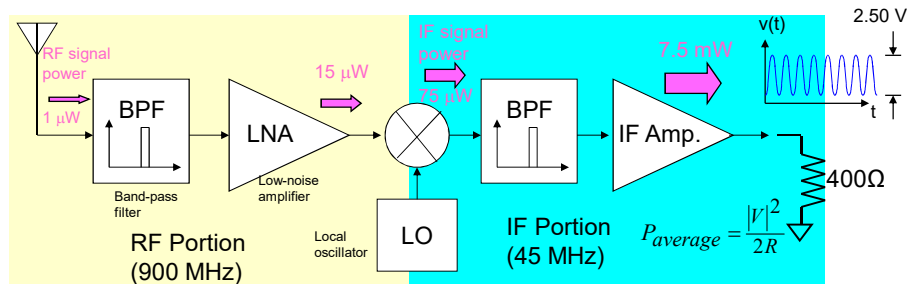 RF signal
power
1 μW
BPF
Band-pass
filter
LNA
Low-noise
amplifier
15 μW
RF Portion
(900 MHz)
Local
oscillator
LO
IF signal
power
75 μW
BPF
IF Amp.
7.5 mW
IF Portion
(45 MHz)
v(t)
t
2.50 V
400Ω
P_average = |V|²/2R